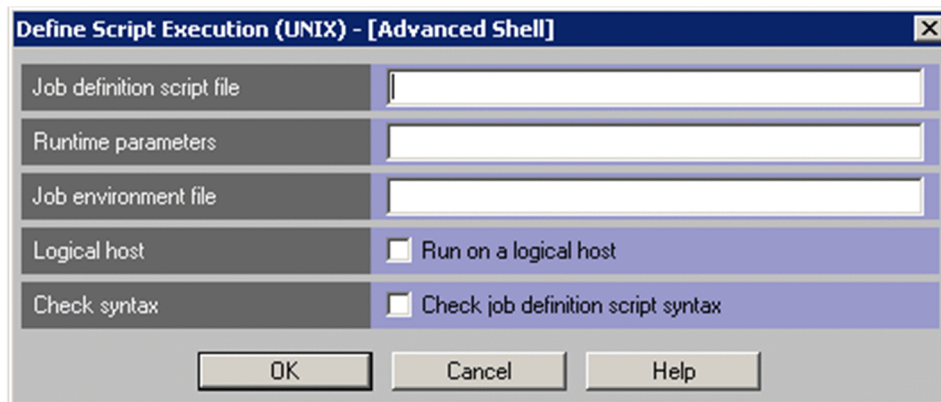 Define Script Execution (UNIX) - [Advanced Shell]
Job definition script file
Runtime parameters
Job environment file
Logical host Run on a logical host
Check syntax Check job definition script syntax
OK Cancel Help